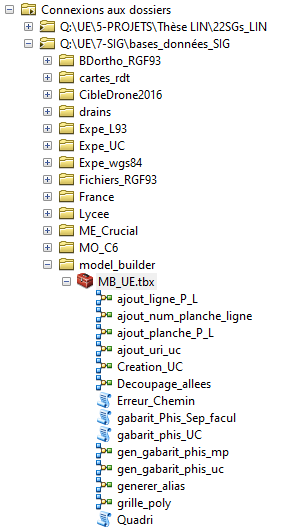 Connexions aux dossiers
Q:\UE\5-PROJETS\Thèse LIN\22SGs_LIN
Q:\UE\7-SIG\bases_données_SIG
BDortho_RGF93
cartes_rdt
CibleDrone2016
drains
Expe_L93
Expe_UC
Expe_wgs84
Fichiers_RGF93
France
Lycee
ME_Crucial
MO_C6
model_builder
MB_UE.tbx
ajout_ligne_P_L
ajout_num_planche_ligne
ajout_planche_P_L
ajout_uri_uc
Creation_UC
Decoupage_allees
Erreur_Chemin
gabarit_Phis_Sep_facul
gabarit_phis_UC
gen_gabarit_phis_mp
gen_gabarit_phis_uc
generer_alias
grille_poly
Quadri